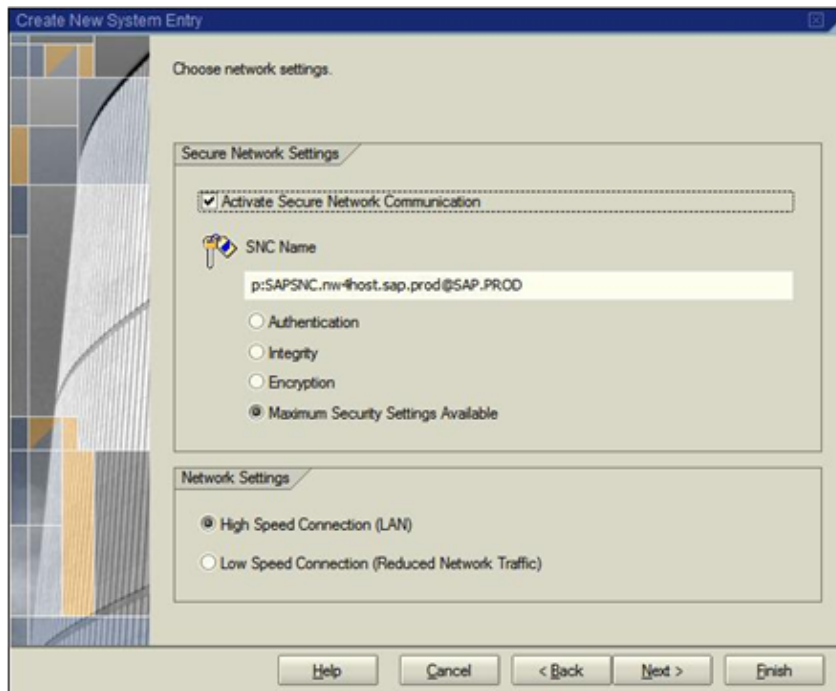 Create New System Entry
Choose network settings.
Secure Network Settings
Activate Secure Network Communication
SNC Name
p:SAPSNC.nw4host.sap.prod@SAP.PROD
Authentication
Integrity
Encryption
Maximum Security Settings Available
Network Settings
High Speed Connection (LAN)
Low Speed Connection (Reduced Network Traffic)
Help Cancel < Back Next > Finish